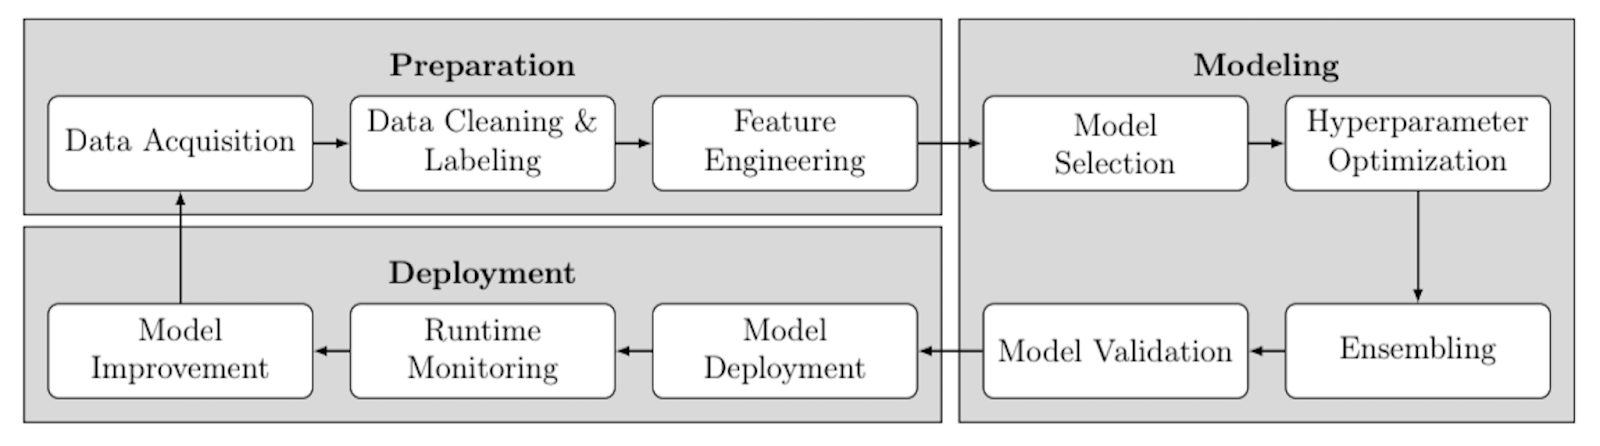 Preparation
Data Acquisition
Data Cleaning &
Labeling
Feature
Engineering
Modeling
Model
Selection
Hyperparameter
Optimization
Ensembling
Model Validation
Deployment
Model
Deployment
Runtime
Monitoring
Model
Improvement